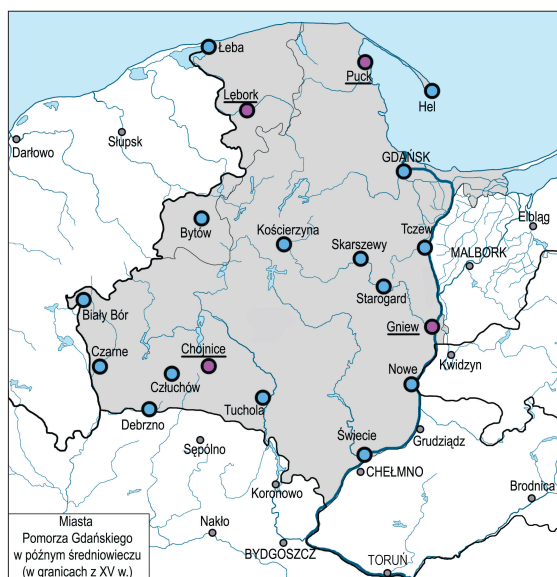 Łeba
Puck
Lębork
Hel
Słupsk
Darłowo
GDAŃSK
Elbląg
Bytów
Kościerzyna
Tczew
Skarszewy
MALBORK
Starogard
Biały Bór
Gniew
Chojnice
Czarne
Kwidzyn
Człuchów
Nowe
Tuchola
Debrzno
Grudziądz
Świecie
Sępólno
CHEŁMNO
Koronowo
Brodnica
Nakło
BYDGOSZCZ
TORUŃ
Miasta
Pomorza Gdańskiego
w późnym średniowieczu
(w granicach z XV w.)